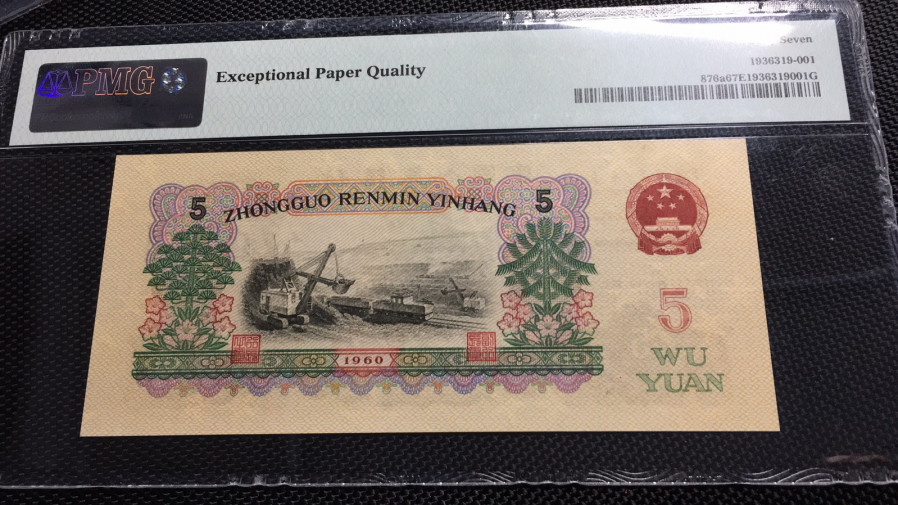 PMG
Exceptional Paper Quality
Seven
1936319-001
876a67E1936319001G
5
ZHONGGUO RENMIN YINHANG
5
1960
5
WU
YUAN